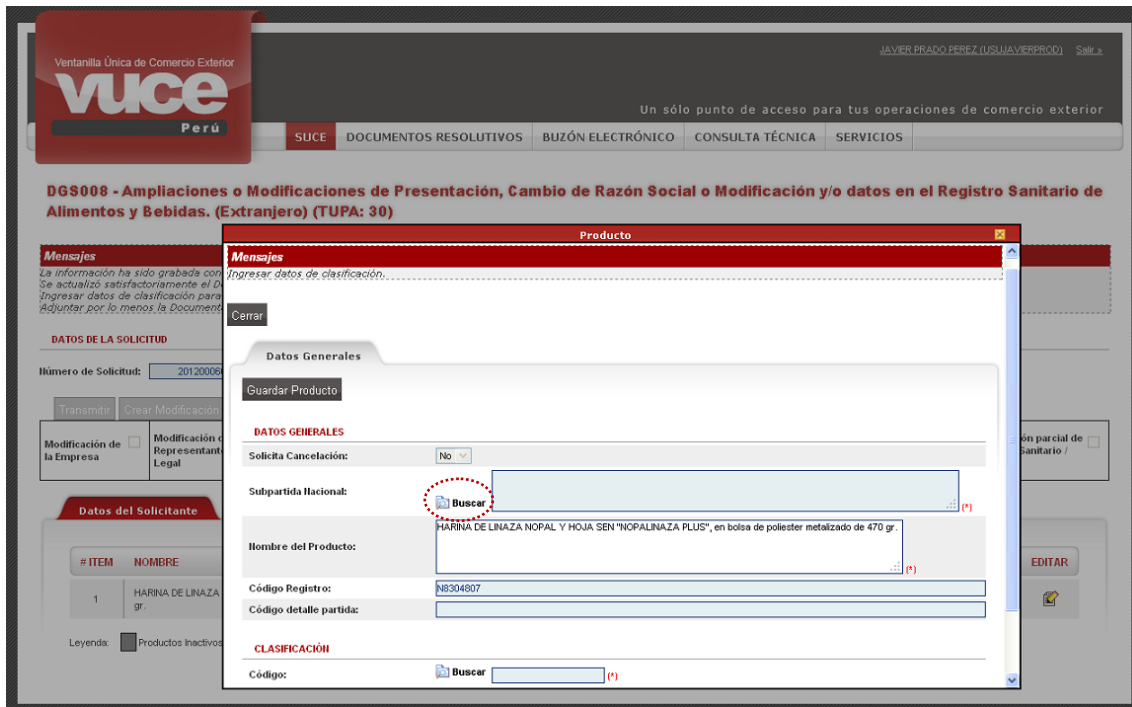 JAVIER PRADO PEREZ (USUJAVIERPROD) Salir »
Ventanilla Única de Comercio Exterior
vuce
Perú
Un sólo punto de acceso para tus operaciones de comercio exterior
SUCE DOCUMENTOS RESOLUTIVOS BUZÓN ELECTRÓNICO CONSULTA TÉCNICA SERVICIOS
DGS008 - Ampliaciones o Modificaciones de Presentación, Cambio de Razón Social o Modificación y/o datos en el Registro Sanitario de
Alimentos y Bebidas. (Extranjero) (TUPA: 30)
Mensajes
La información ha sido grabada con
Se actualizó satisfactoriamente el D
Ingresar datos de clasificación para
Adjuntar por lo menos la Document
DATOS DE LA SOLICITUD
Número de Solicitud: 20120006
Transmitir Crear Modificación
Modificación de
la Empresa
Modificación
Representant
Legal
ón parcial de
Sanitario /
Datos del Solicitante
# ITEM NOMBRE EDITAR
1 HARINA DE LINAZA
gr.
Leyenda: Productos Inactivos
Producto
Mensajes
Ingresar datos de clasificación.
Cerrar
Datos Generales
Guardar Producto
DATOS GENERALES
Solicita Cancelación: No
Subpartida Nacional: Buscar (*)
Nombre del Producto: HARINA DE LINAZA NOPAL Y HOJA SEN "NOPALINAZA PLUS", en bolsa de poliester metalizado de 470 gr. (*)
Código Registro: N8304807
Código detalle partida:
CLASIFICACIÓN
Código: Buscar (*)